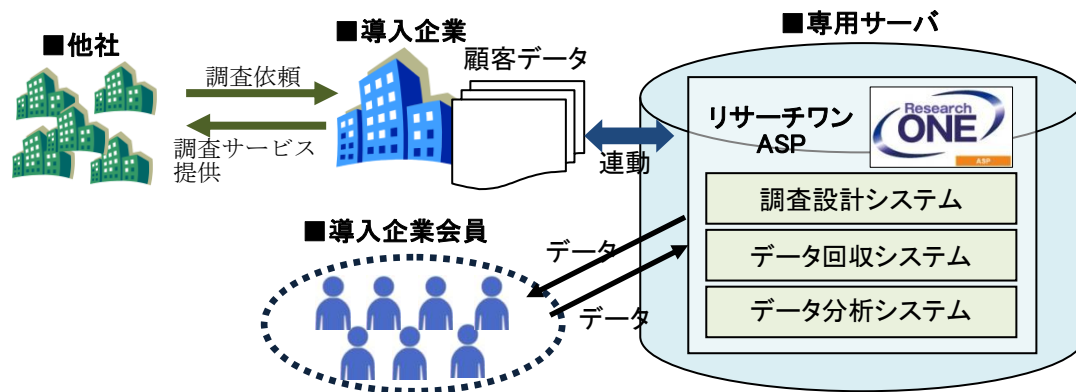 ■他社
調査依頼
調査サービス
提供
■導入企業
顧客データ
連動
■専用サーバ
リサーチワン
ASP
Research
ONE
ASP
調査設計システム
データ回収システム
データ分析システム
■導入企業会員
データ
データ